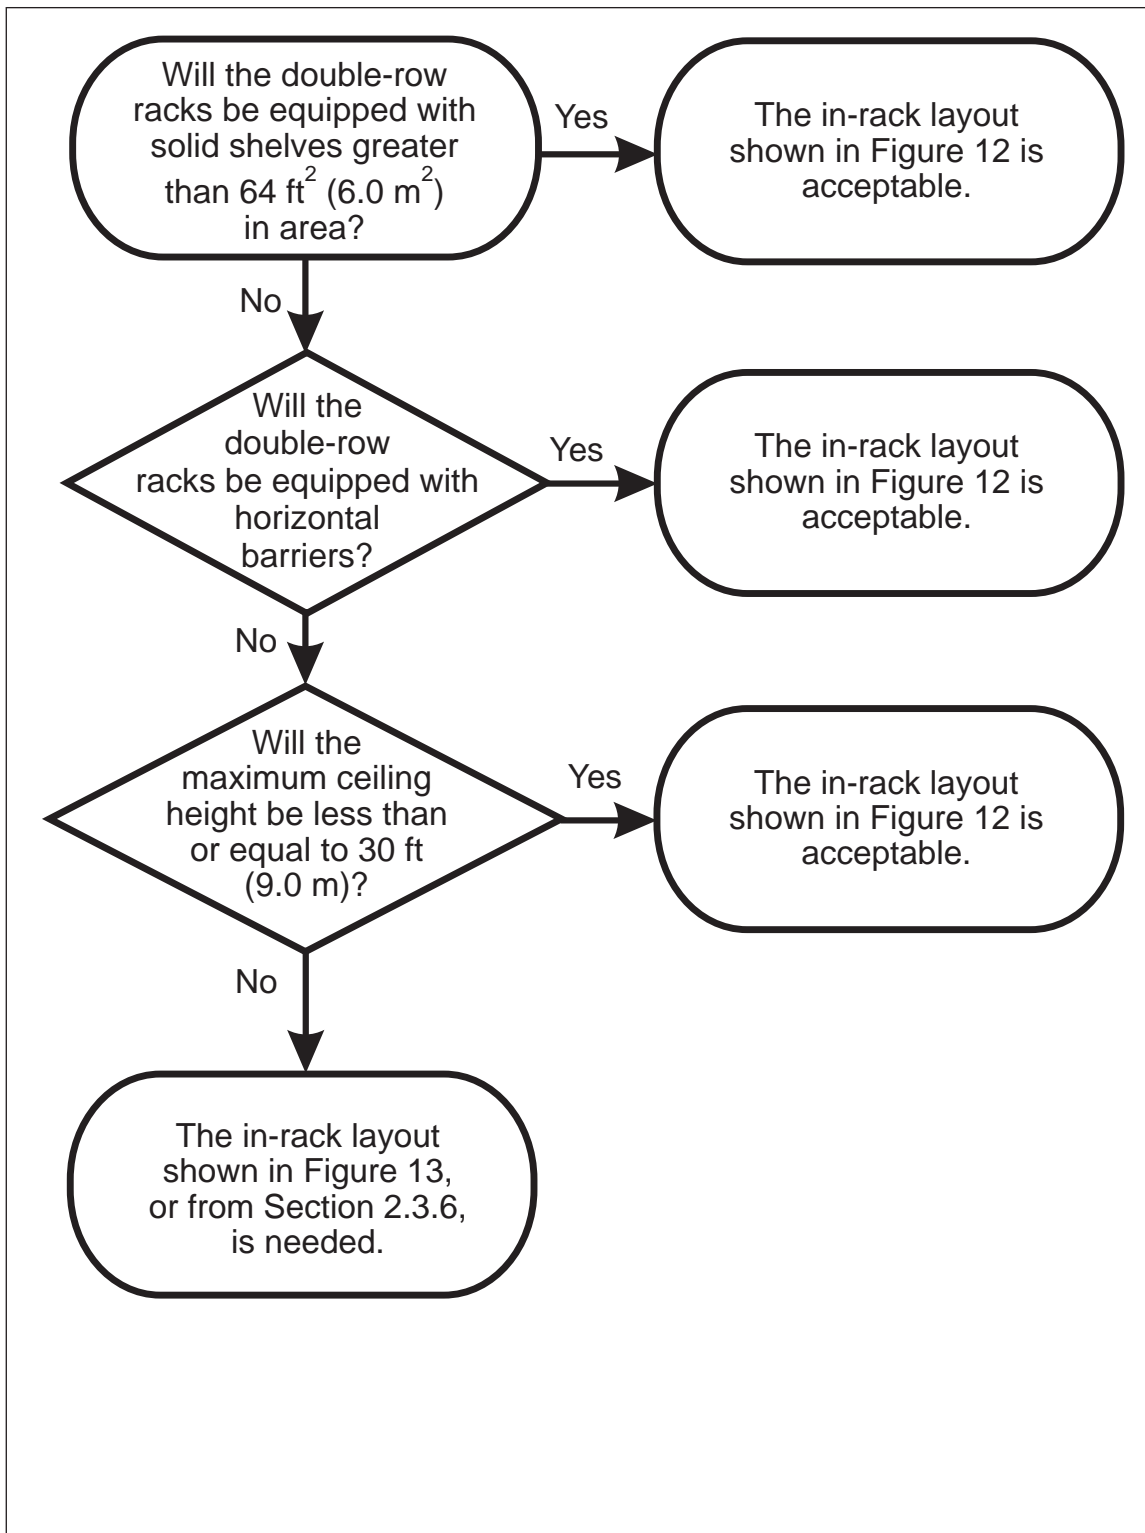 Will the double-row
racks be equipped with
solid shelves greater
than 64 ft² (6.0 m²)
in area?
Yes
The in-rack layout
shown in Figure 12 is
acceptable.
No
Will the
double-row
racks be equipped with
horizontal
barriers?
Yes
The in-rack layout
shown in Figure 12 is
acceptable.
No
Will the
maximum ceiling
height be less than
or equal to 30 ft
(9.0 m)?
Yes
The in-rack layout
shown in Figure 12 is
acceptable.
No
The in-rack layout
shown in Figure 13,
or from Section 2.3.6,
is needed.